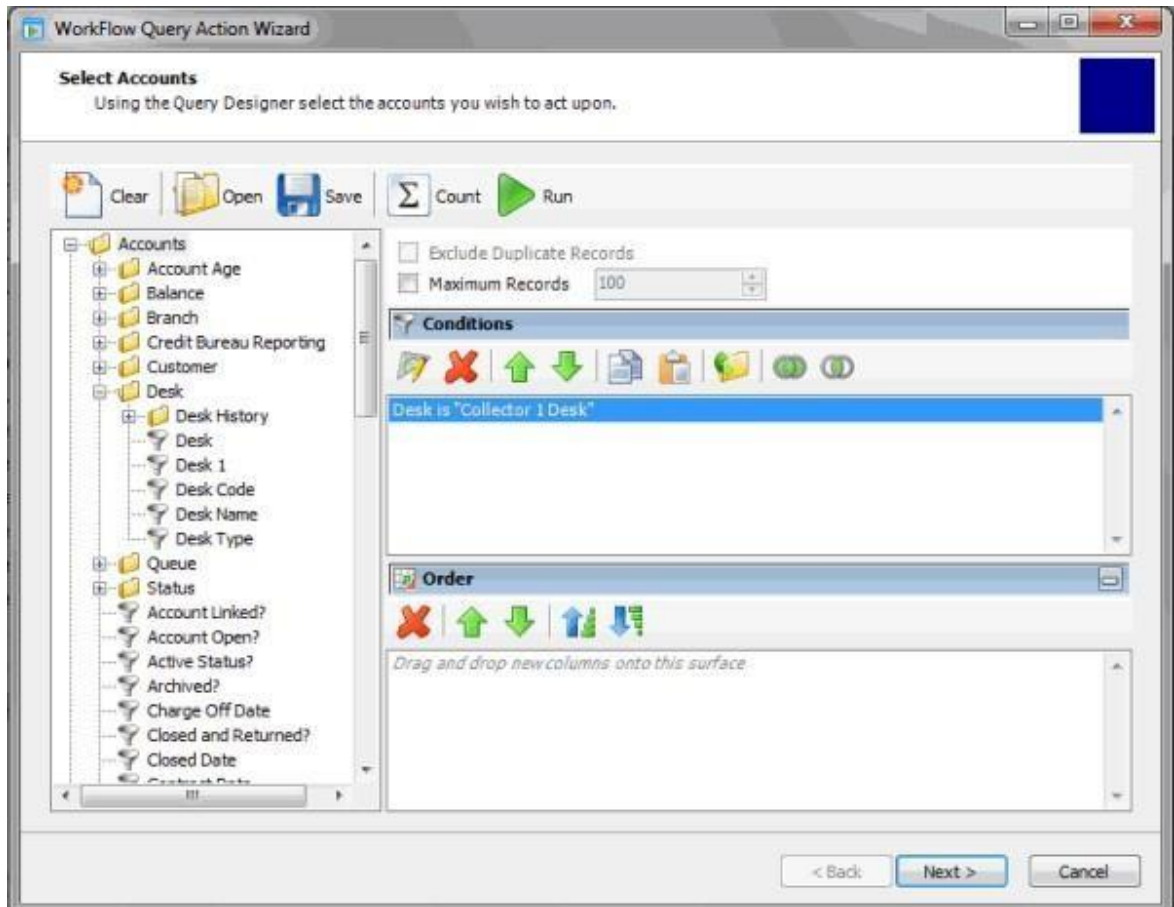 WorkFlow Query Action Wizard
Select Accounts
Using the Query Designer select the accounts you wish to act upon.
Clear Open Save Σ Count Run
Accounts
Account Age
Balance
Branch
Credit Bureau Reporting
Customer
Desk
Desk History
Desk
Desk 1
Desk Code
Desk Name
Desk Type
Queue
Status
Account Linked?
Account Open?
Active Status?
Archived?
Charge Off Date
Closed and Returned?
Closed Date
Exclude Duplicate Records
Maximum Records 100
Conditions
Desk is "Collector 1 Desk"
Order
Drag and drop new columns onto this surface
< Back Next > Cancel